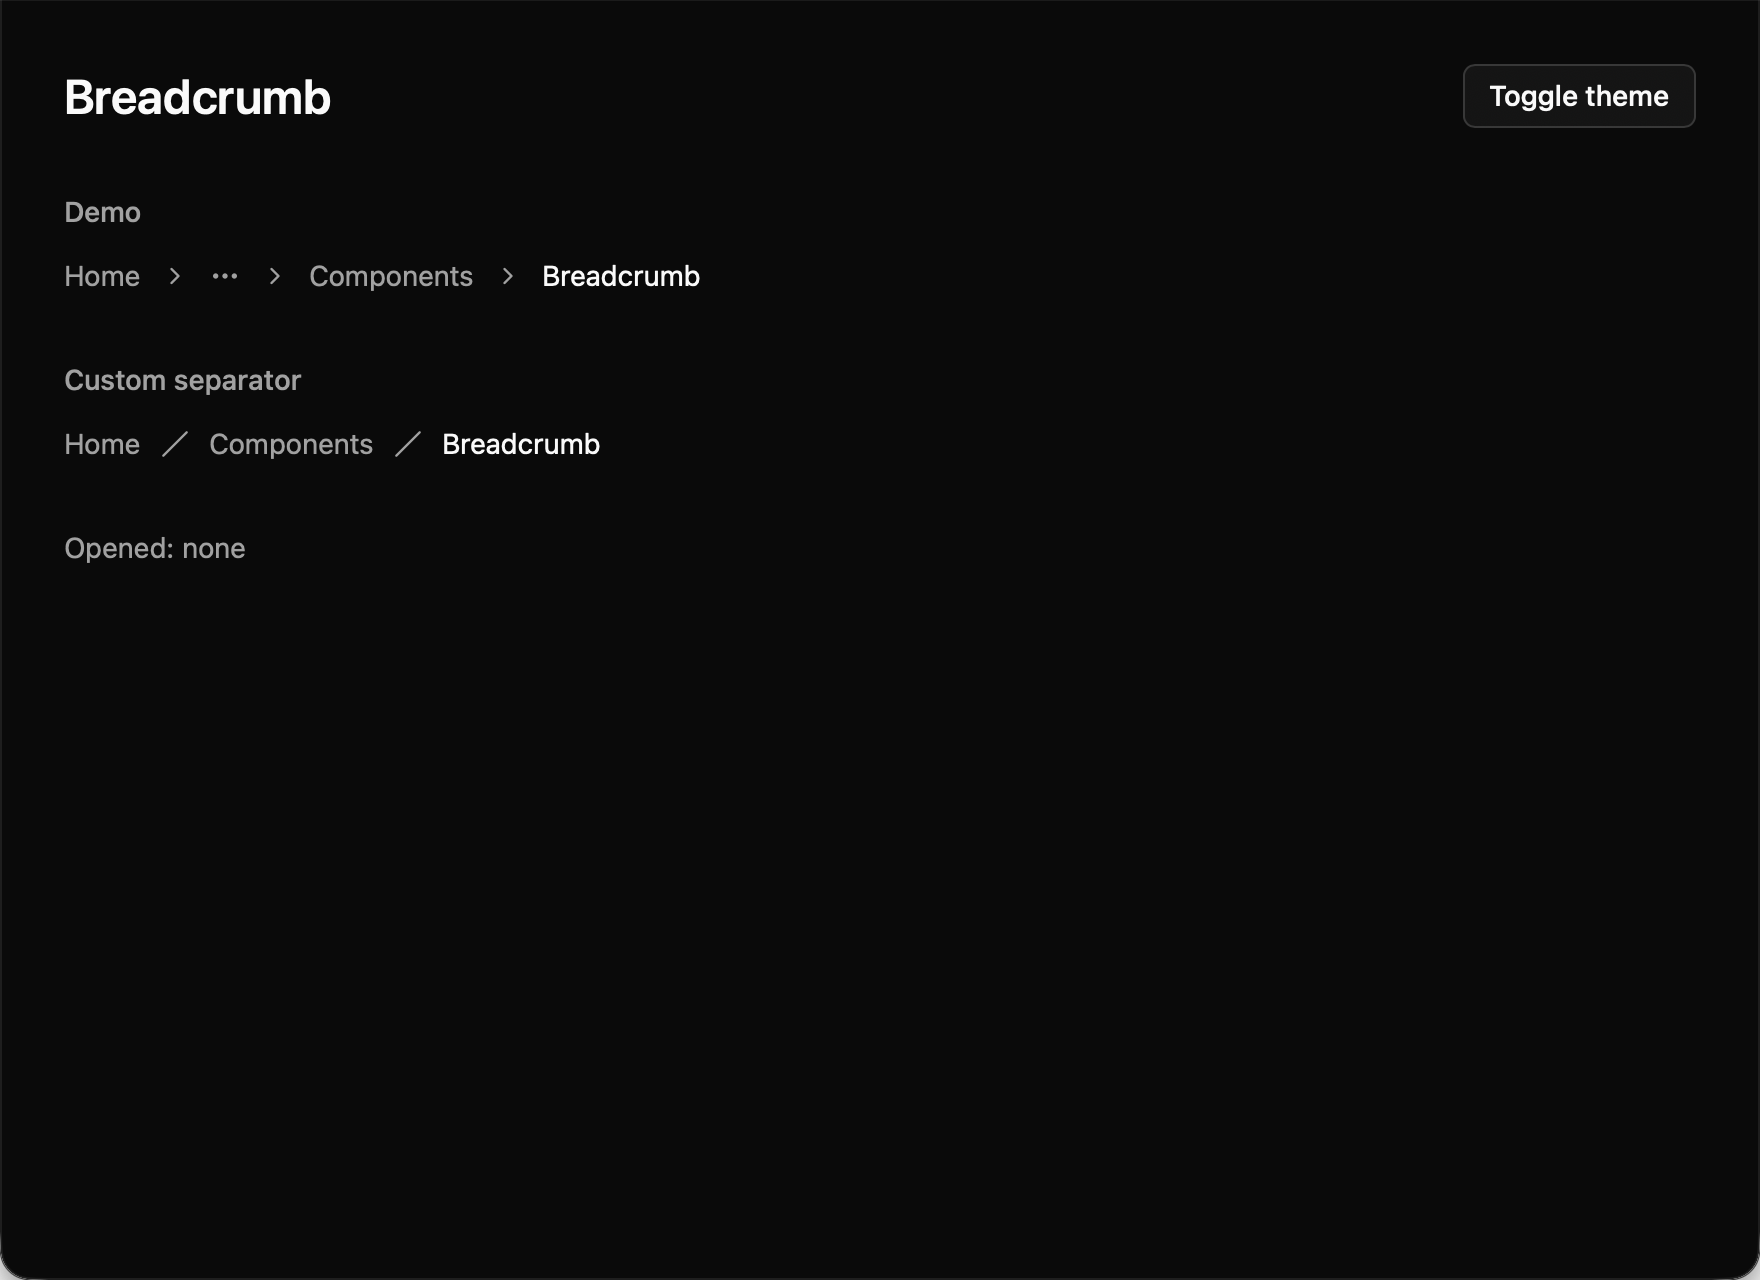 Breadcrumb
Toggle theme
Demo
Home > ··· > Components > Breadcrumb
Custom separator
Home / Components / Breadcrumb
Opened: none